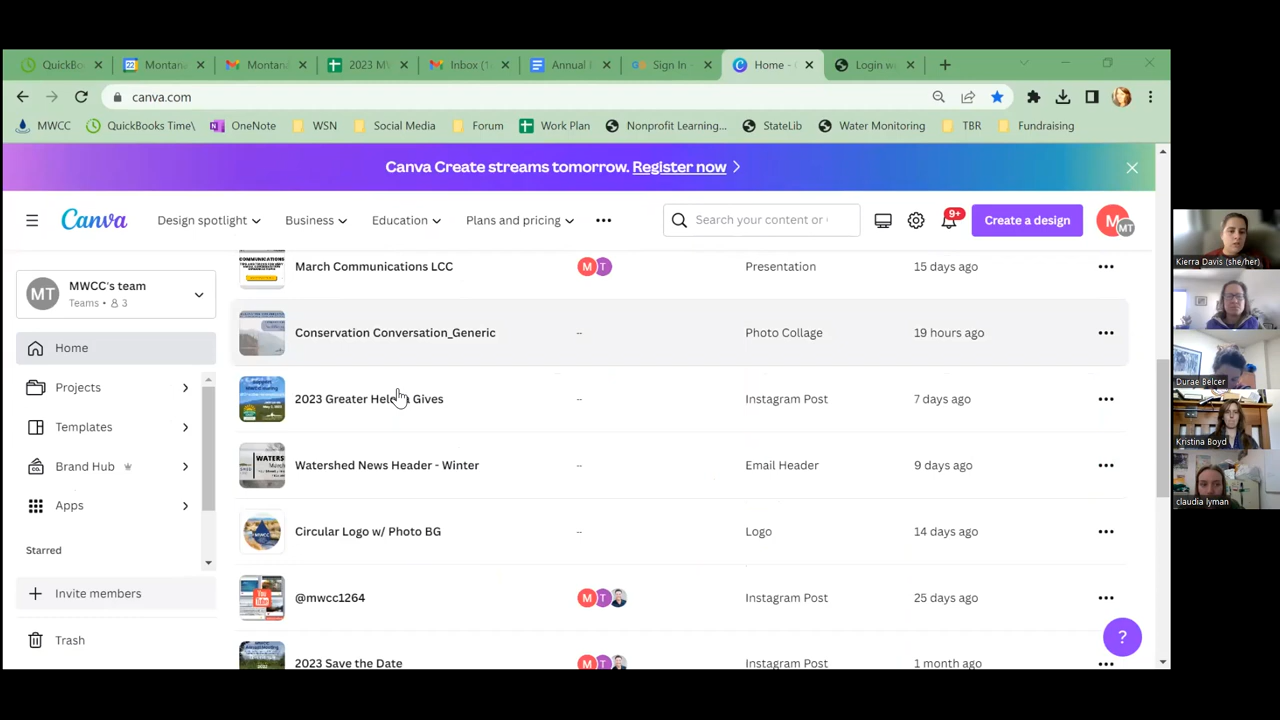 QuickBo
Montan
Montan
2023 M
Inbox (1
Annual
Sign In
Home -
Login w
canva.com
MWCC
QuickBooks Time\
OneNote
WSN
Social Media
Forum
Work Plan
Nonprofit Learning...
StateLib
Water Monitoring
TBR
Fundraising
Canva Create streams tomorrow. Register now
Canva
Design spotlight
Business
Education
Plans and pricing
•••
Search your content or
9+
Create a design
M
MT
MT
MWCC's team
Teams • 3
Home
Projects
Templates
Brand Hub
Apps
Starred
Invite members
Trash
March Communications LCC
M T
Presentation
15 days ago
Conservation Conversation_Generic
--
Photo Collage
19 hours ago
2023 Greater Hel Gives
--
Instagram Post
7 days ago
Watershed News Header - Winter
--
Email Header
9 days ago
Circular Logo w/ Photo BG
--
Logo
14 days ago
@mwcc1264
M T
Instagram Post
25 days ago
2023 Save the Date
M T
Instagram Post
1 month ago
?
Kierra Davis (she/her)
Durae Belcer
Kristina Boyd
claudia lyman